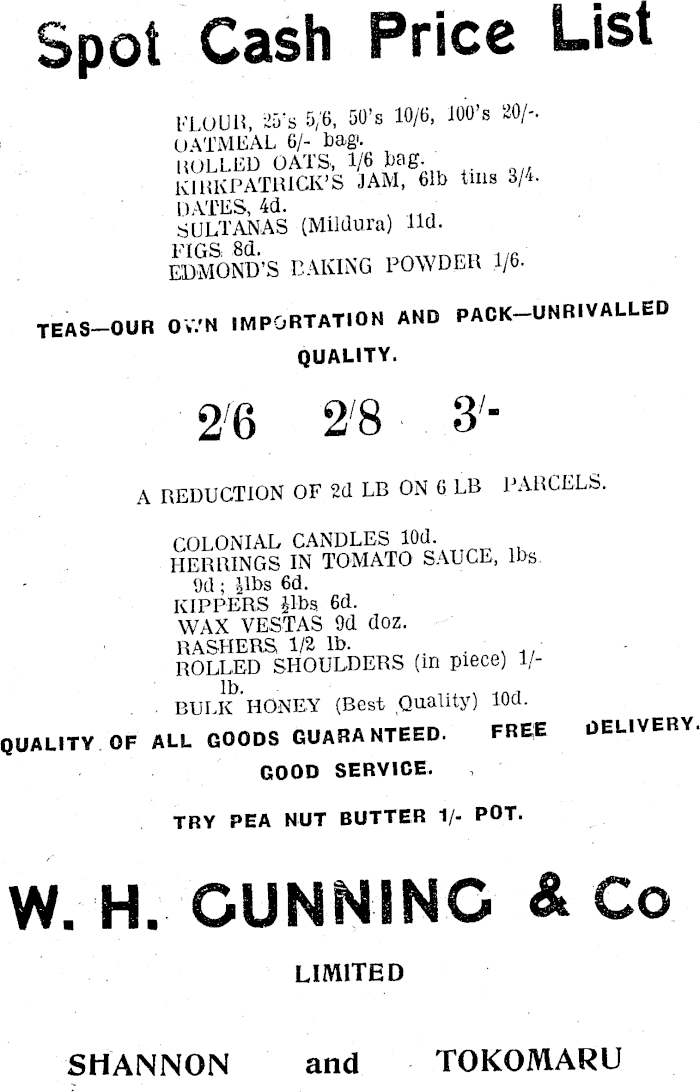 Spot Cash Price List
FLOUR, 25's 5/6, 50's 10/6, 100's 20/-.
OATMEAL 6/- bag.
ROLLED OATS, 1/6 bag.
KIRKPATRICK'S JAM, 6lb tins 3/4.
DATES, 4d.
SULTANAS (Mildura) 11d.
FIGS 8d.
EDMOND'S BAKING POWDER 1/6.
TEAS—OUR OWN IMPORTATION AND PACK—UNRIVALLED
QUALITY.
2/6 2/8 3/-
A REDUCTION OF 2d LB ON 6 LB PARCELS.
COLONIAL CANDLES 10d.
HERRINGS IN TOMATO SAUCE, lbs
9d; ½lbs 6d.
KIPPERS ½lbs 6d.
WAX VESTAS 9d doz.
RASHERS 1/2 lb.
ROLLED SHOULDERS (in piece) 1/-
lb.
BULK HONEY (Best Quality) 10d.
QUALITY OF ALL GOODS GUARANTEED. FREE DELIVERY.
GOOD SERVICE.
TRY PEA NUT BUTTER 1/- POT.
W. H. GUNNING & Co
LIMITED
SHANNON and TOKOMARU